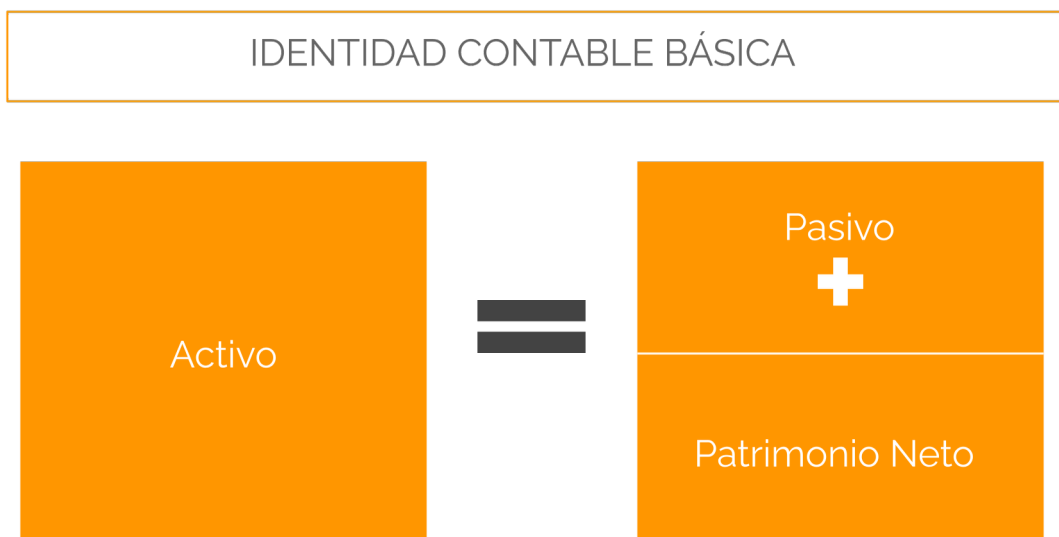 IDENTIDAD CONTABLE BÁSICA
Activo
=
Pasivo
+
Patrimonio Neto